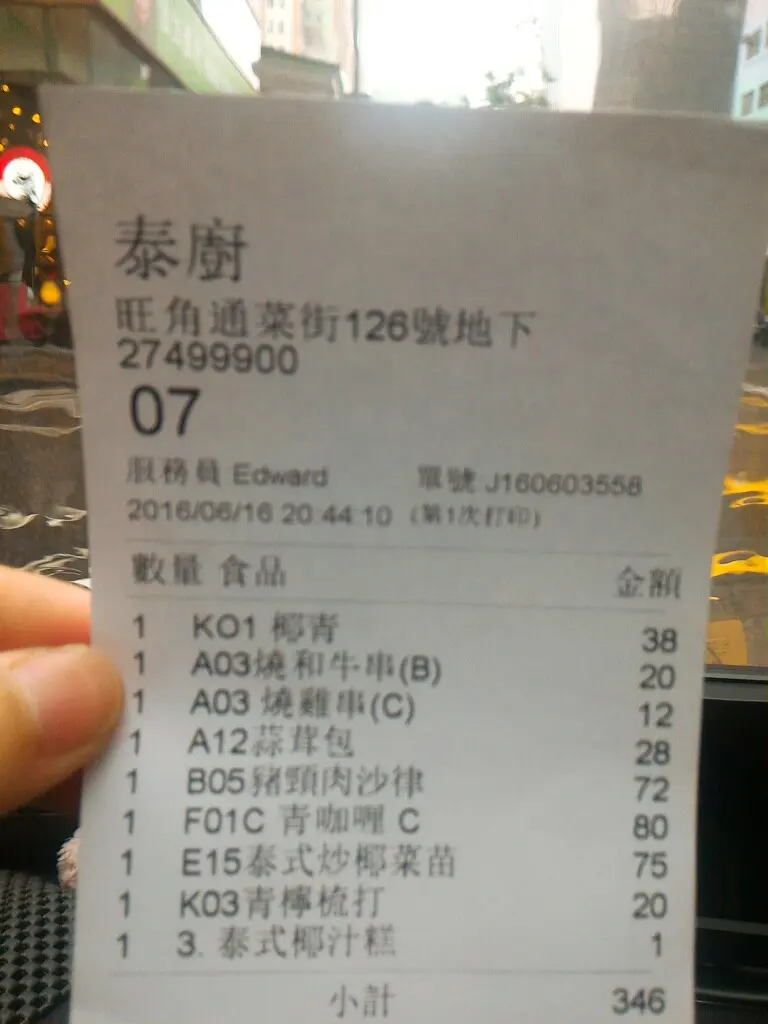 泰廚
旺角通菜街126號地下
27499900
07
服務員 Edward 單號 J160603558
2016/06/16 20:44:10 (第1次打印)
數量 食品 金額
1 KO1 椰青 38
1 A03燒和牛串(B) 20
1 A03 燒雞串(C) 12
1 A12蒜茸包 28
1 B05豬頸肉沙律 72
1 F01C 青咖喱 C 80
1 E15泰式炒椰菜苗 75
1 K03青檸梳打 20
1 3. 泰式椰汁糕 1
小計 346